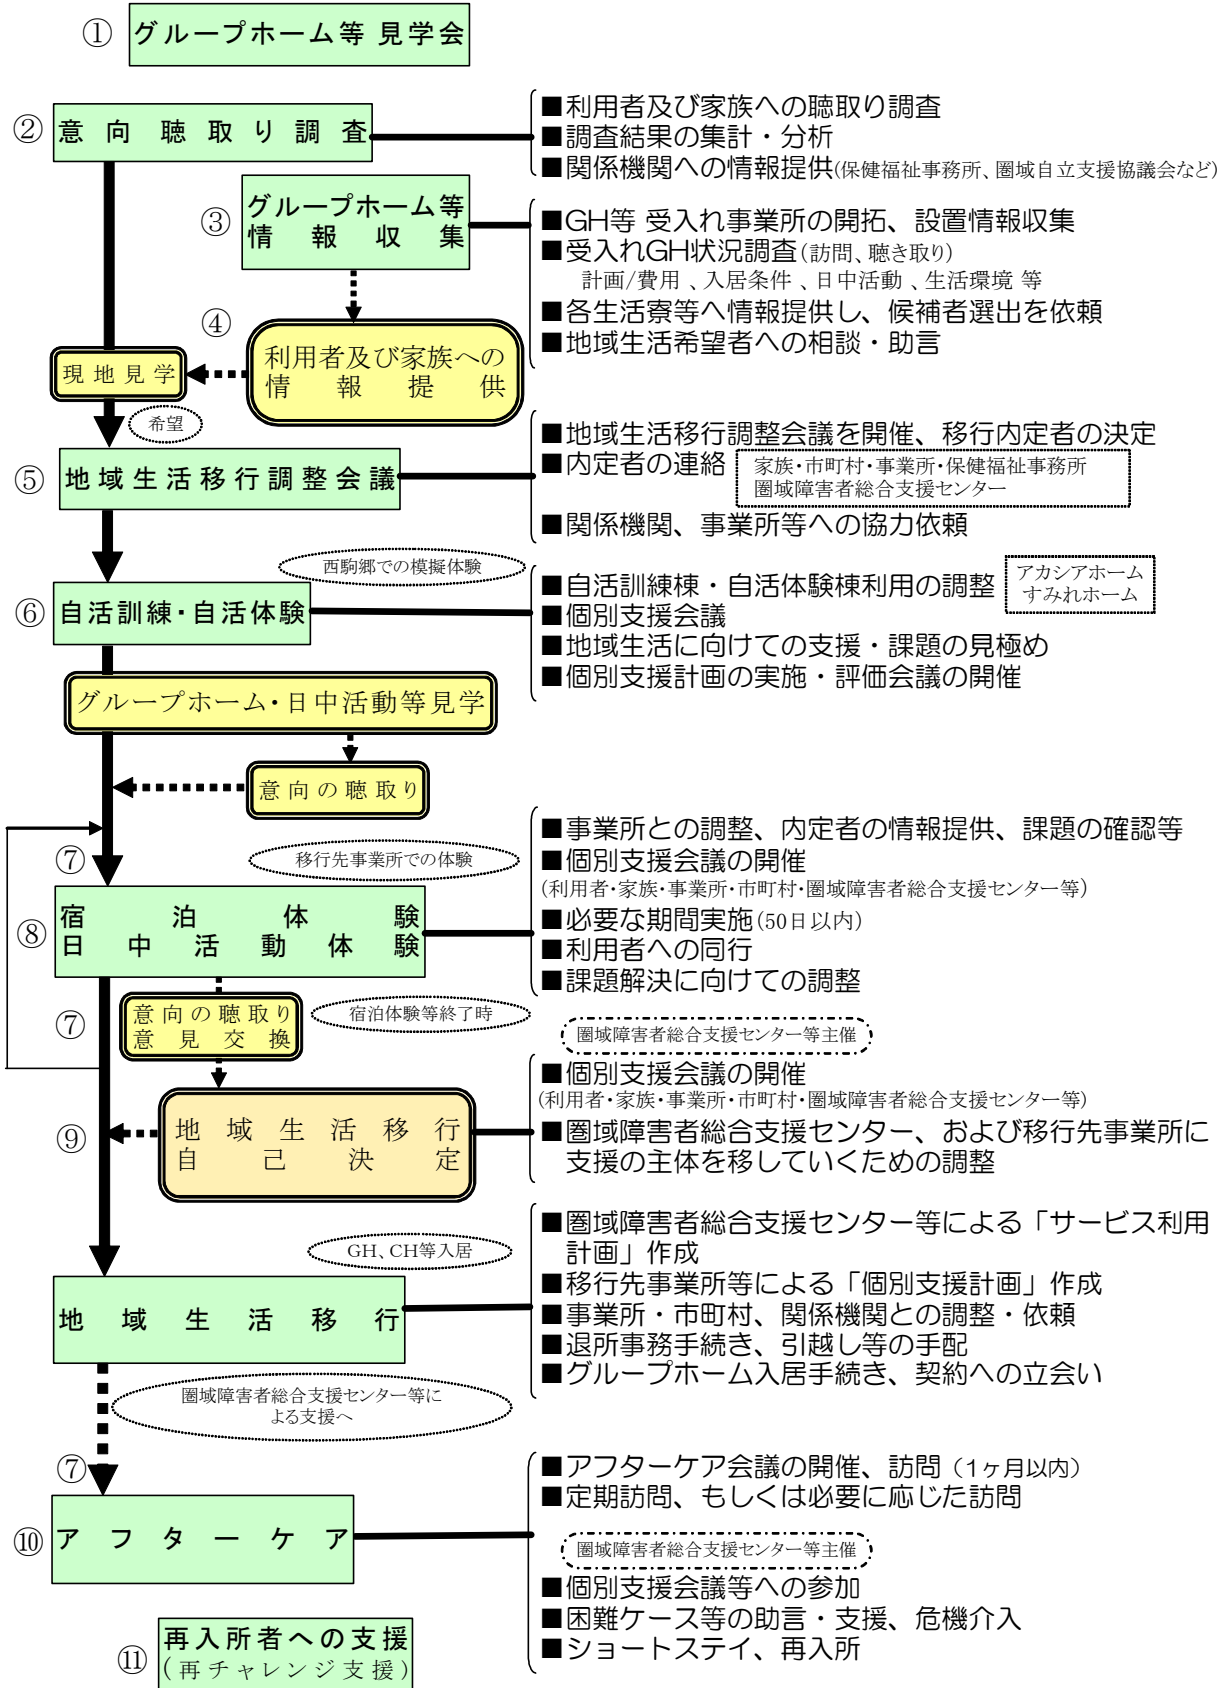 ① グループホーム等 見学会
② 意向聴取り調査
■利用者及び家族への聴取り調査
■調査結果の集計・分析
■関係機関への情報提供(保健福祉事務所、圏域自立支援協議会など)
③ グループホーム等
情報収集
■GH等 受入れ事業所の開拓、設置情報収集
■受入れGH状況調査(訪問、聴き取り)
計画/費用 、入居条件 、日中活動 、生活環境 等
■各生活寮等へ情報提供し、候補者選出を依頼
■地域生活希望者への相談・助言
④ 利用者及び家族への
情報提供
現地見学
希望
⑤ 地域生活移行調整会議
■地域生活移行調整会議を開催、移行内定者の決定
■内定者の連絡
家族・市町村・事業所・保健福祉事務所
圏域障害者総合支援センター
■関係機関、事業所等への協力依頼
西駒郷での模擬体験
⑥ 自活訓練・自活体験
■自活訓練棟・自活体験棟利用の調整
アカシアホーム
すみれホーム
■個別支援会議
■地域生活に向けての支援・課題の見極め
■個別支援計画の実施・評価会議の開催
グループホーム・日中活動等見学
意向の聴取り
⑦
移行先事業所での体験
■事業所との調整、内定者の情報提供、課題の確認等
■個別支援会議の開催
(利用者・家族・事業所・市町村・圏域障害者総合支援センター等)
■必要な期間実施(50日以内)
■利用者への同行
■課題解決に向けての調整
⑧ 宿泊体験
日中活動体験
⑦
意向の聴取り
意見交換
宿泊体験等終了時
圏域障害者総合支援センター等主催
■個別支援会議の開催
(利用者・家族・事業所・市町村・圏域障害者総合支援センター等)
■圏域障害者総合支援センター、および移行先事業所に
支援の主体を移していくための調整
⑨ 地域生活移行
自己決定
GH、CH等入居
地域生活移行
■圏域障害者総合支援センター等による「サービス利用
計画」作成
■移行先事業所等による「個別支援計画」作成
■事業所・市町村、関係機関との調整・依頼
■退所事務手続き、引越し等の手配
■グループホーム入居手続き、契約への立会い
圏域障害者総合支援センター等に
よる支援へ
⑦
⑩ アフターケア
■アフターケア会議の開催、訪問（1ヶ月以内）
■定期訪問、もしくは必要に応じた訪問
圏域障害者総合支援センター等主催
■個別支援会議等への参加
■困難ケース等の助言・支援、危機介入
■ショートステイ、再入所
⑪ 再入所者への支援
(再チャレンジ支援)